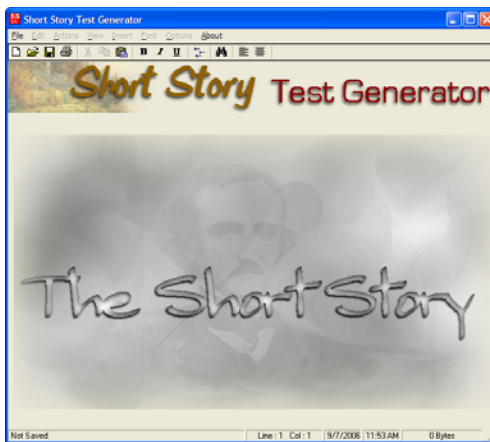 Short Story Test Generator
File Edit Actions View Insert Font Options About
B I U
Short Story Test Generator
The Short Story
Not Saved Line : 1 Col : 1 9/7/2006 11:53 AM 0 Bytes